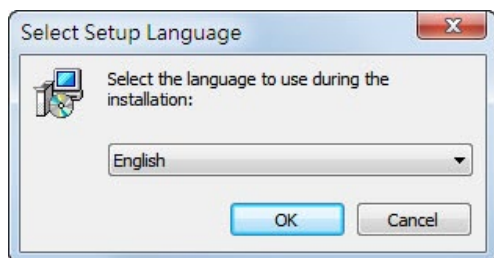 Select Setup Language
Select the language to use during the
installation:
English
OK
Cancel